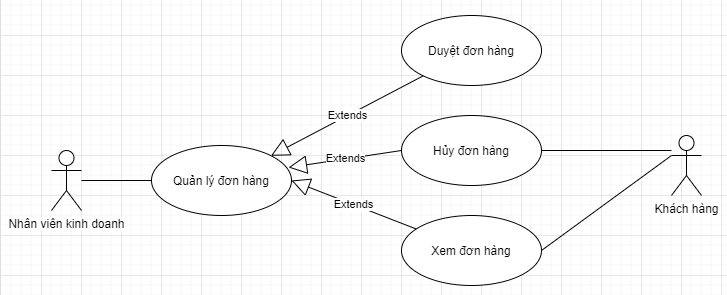 Duyệt đơn hàng
Extends
Hủy đơn hàng
Extends
Quản lý đơn hàng
Extends
Nhân viên kinh doanh
Khách hàng
Xem đơn hàng